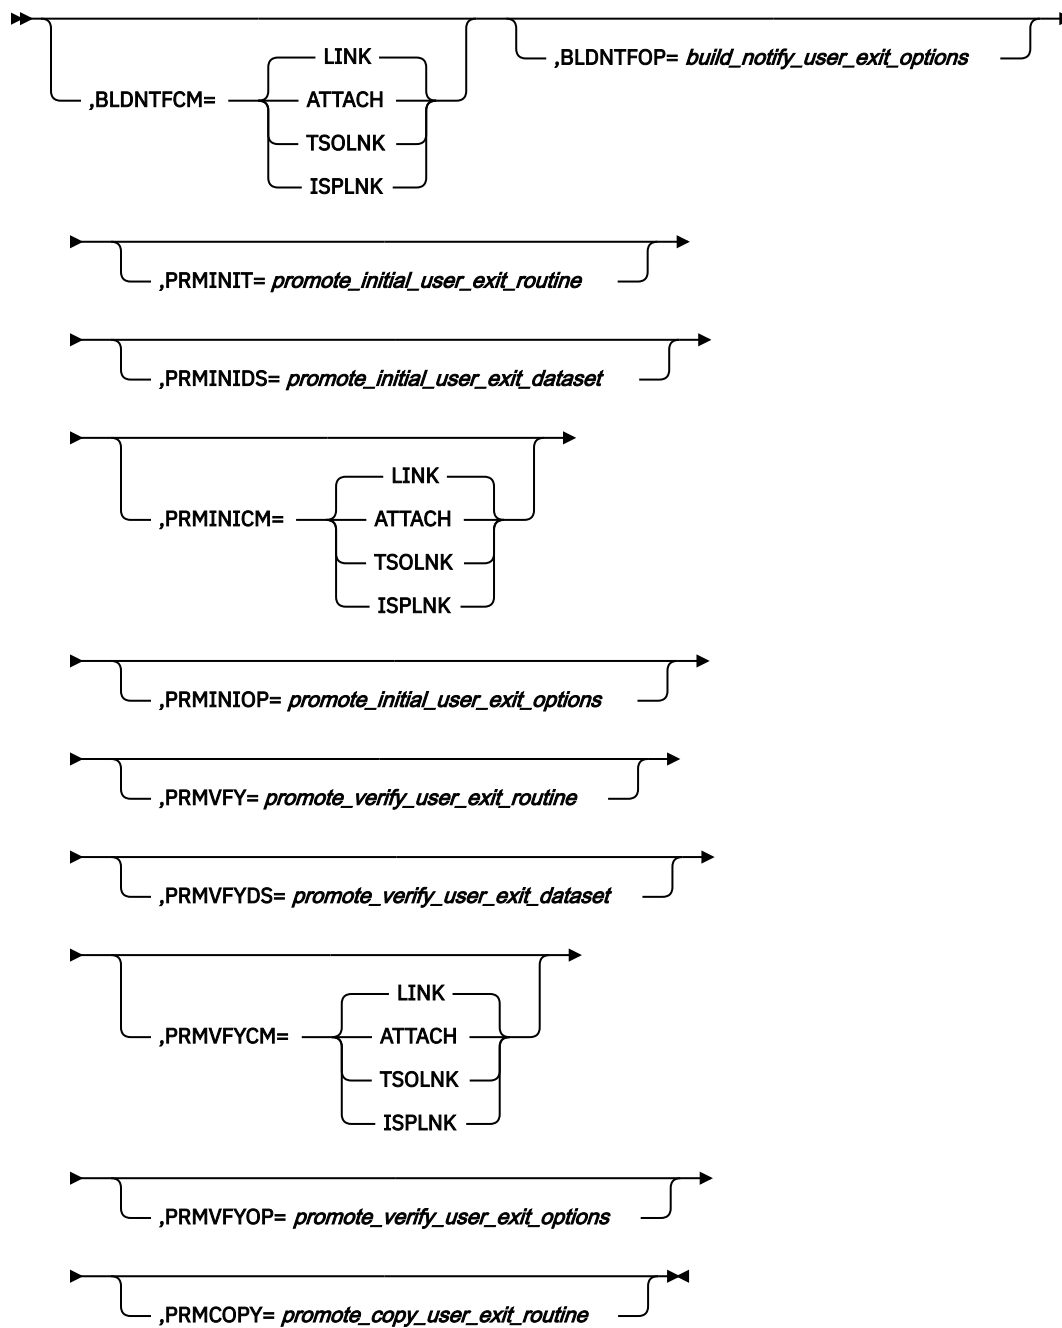 LINK
,BLDNTFOP= build_notify_user_exit_options
,BLDNTFCM= ATTACH
TSOLNK
ISPLNK
,PRMINIT= promote_initial_user_exit_routine
,PRMINIDS= promote_initial_user_exit_dataset
LINK
,PRMINICM= ATTACH
TSOLNK
ISPLNK
,PRMINIOP= promote_initial_user_exit_options
,PRMVFY= promote_verify_user_exit_routine
,PRMVFYDS= promote_verify_user_exit_dataset
LINK
,PRMVFYCM= ATTACH
TSOLNK
ISPLNK
,PRMVFYOP= promote_verify_user_exit_options
,PRMCOPY= promote_copy_user_exit_routine